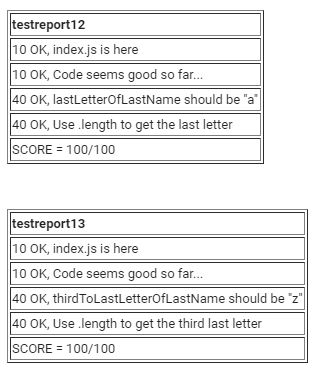 testreport12
10 OK, index.js is here
10 OK, Code seems good so far...
40 OK, lastLetterOfLastName should be "a"
40 OK, Use .length to get the last letter
SCORE = 100/100
testreport13
10 OK, index.js is here
10 OK, Code seems good so far...
40 OK, thirdToLastLetterOfLastName should be "z"
40 OK, Use .length to get the third last letter
SCORE = 100/100